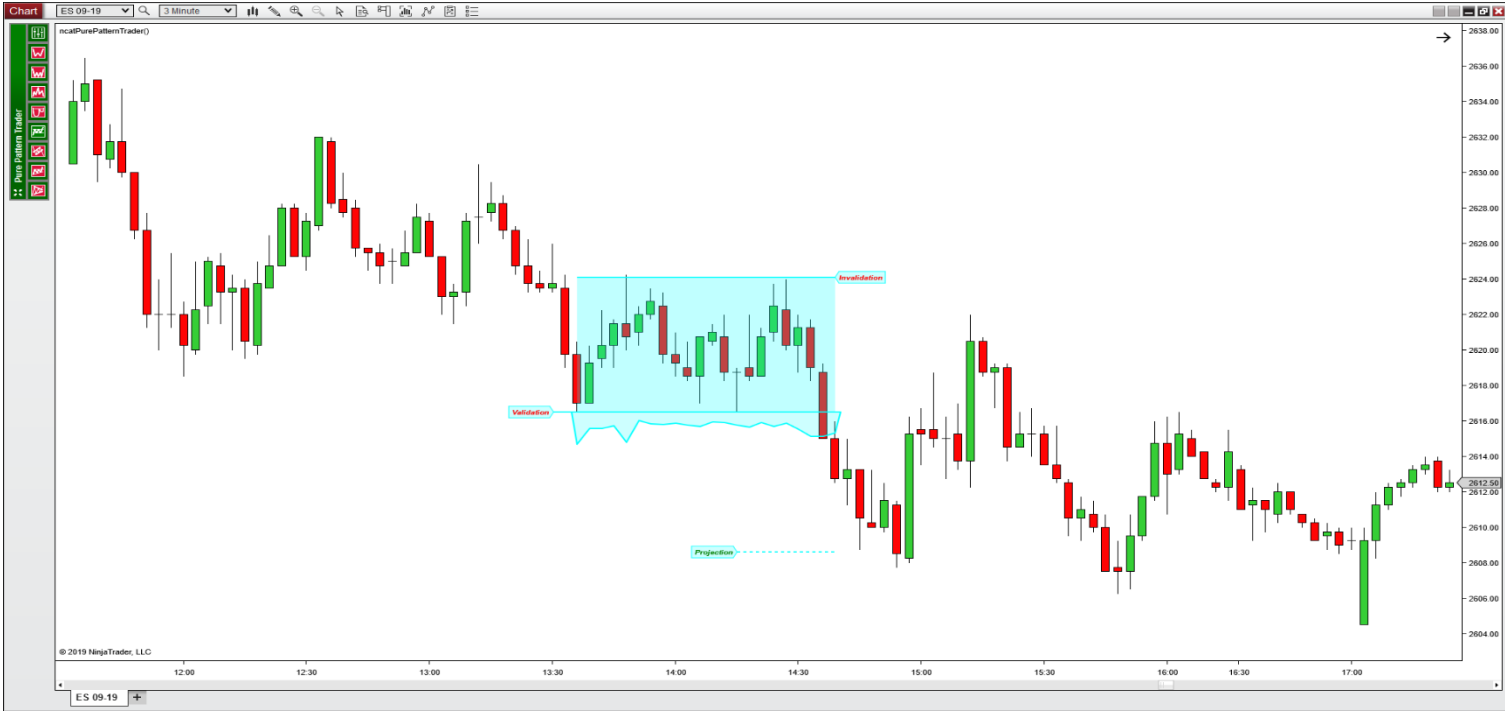 Chart ES 09-19 3 Minute
ncatPurePatternTrader()
Pure Pattern Trader
2638.00
2636.00
2634.00
2632.00
2630.00
2628.00
2626.00
2624.00
2622.00
2620.00
2618.00
2616.00
2614.00
2612.50
2612.00
2610.00
2608.00
2606.00
2604.00
Invalidation
Validation
Projection
© 2019 NinjaTrader, LLC
12:00 12:30 13:00 13:30 14:00 14:30 15:00 15:30 16:00 16:30 17:00
ES 09-19